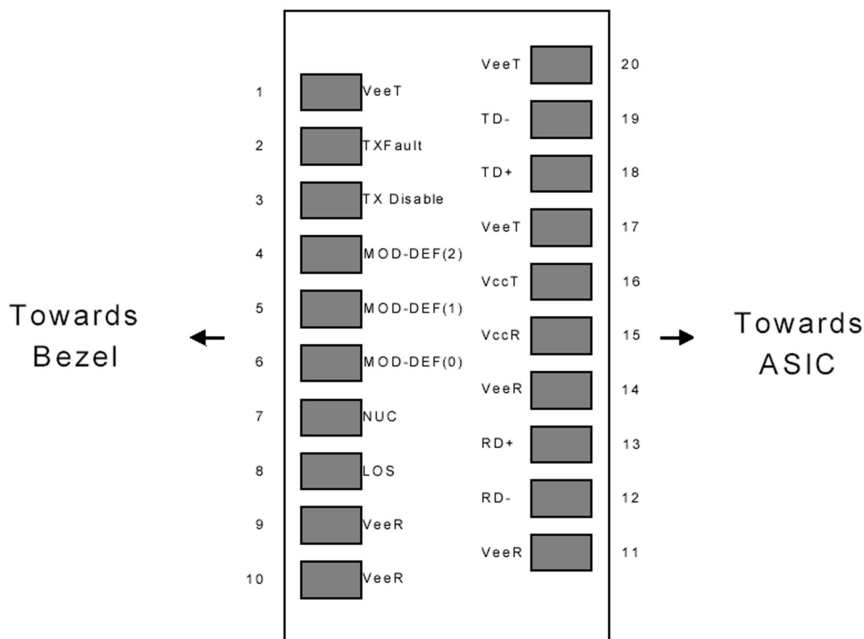 VeeT 20
1 VeeT
TD- 19
2 TXFault
TD+ 18
3 TX Disable
VeeT 17
4 MOD-DEF(2)
VccT 16
5 MOD-DEF(1)
Towards
Bezel
VccR 15
Towards
ASIC
6 MOD-DEF(0)
VeeR 14
7 NUC
RD+ 13
8 LOS
RD- 12
9 VeeR
VeeR 11
10 VeeR